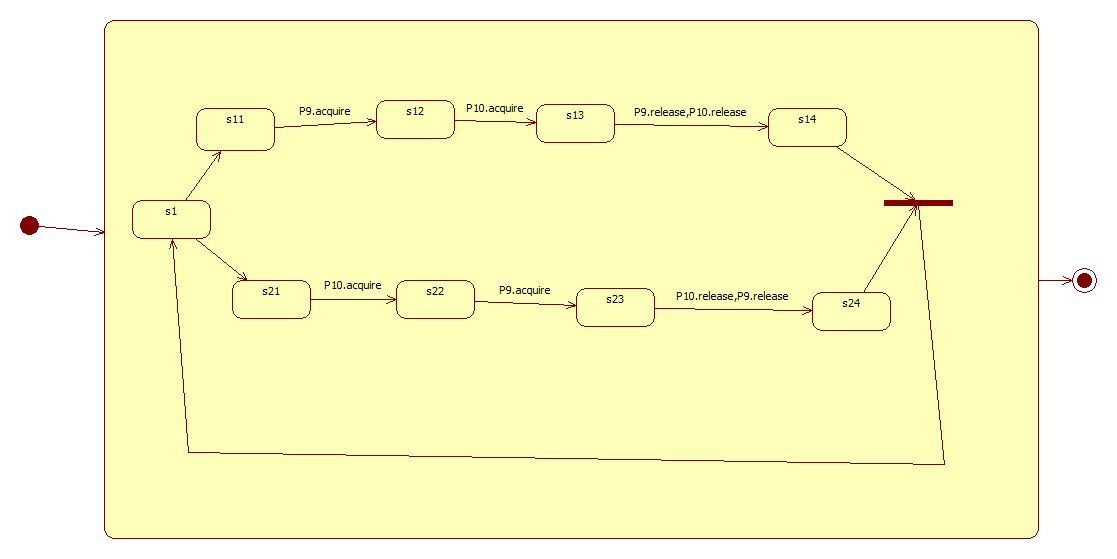 s11
P9.acquire
s12
P10.acquire
s13
P9.release,P10.release
s14
s1
s21
P10.acquire
s22
P9.acquire
s23
P10.release,P9.release
s24